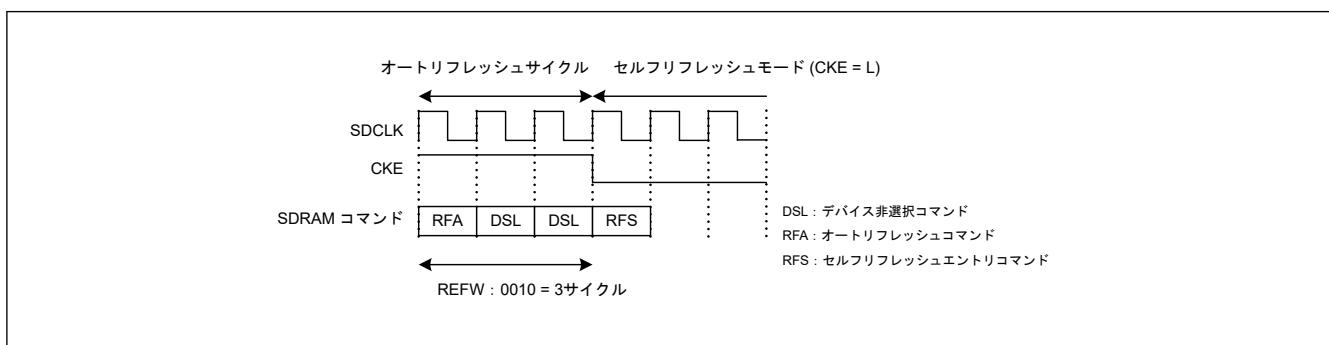 オートリフレッシュサイクル セルフリフレッシュモード (CKE = L)
SDCLK
CKE
SDRAM コマンド RFA DSL DSL RFS
DSL：デバイス非選択コマンド
RFA：オートリフレッシュコマンド
RFS：セルフリフレッシュエントリコマンド
REFW：0010 = 3サイクル